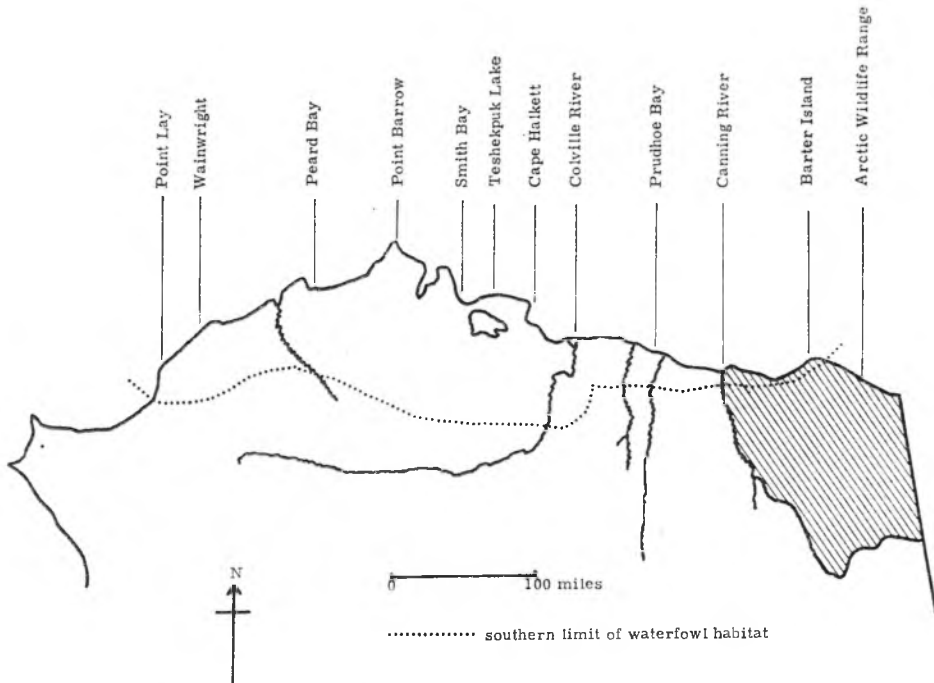 Point Lay
Wainwright
Peard Bay
Point Barrow
Smith Bay
Teshekpuk Lake
Cape Halkett
Colville River
Prudhoe Bay
Canning River
Barter Island
Arctic Wildlife Range
0 100 miles
N
southern limit of waterfowl habitat